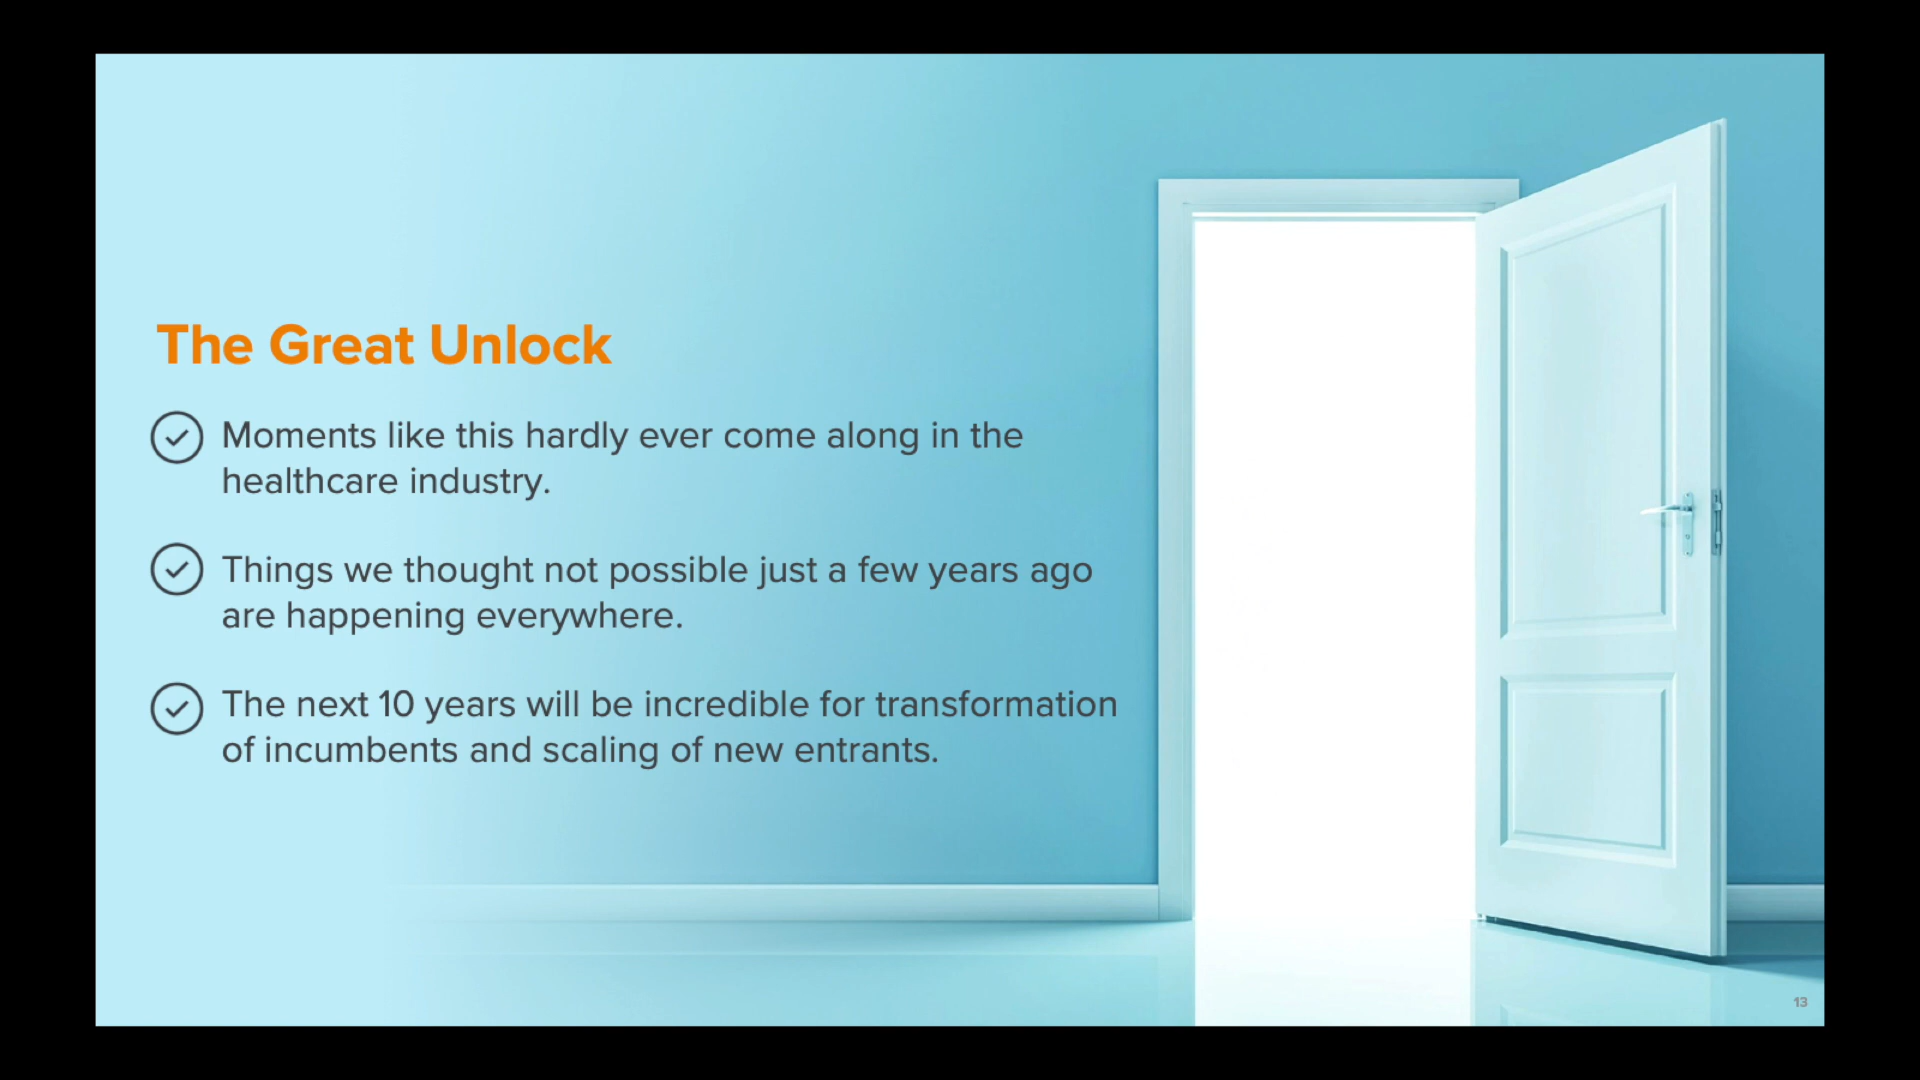 The Great Unlock
Moments like this hardly ever come along in the
healthcare industry.
Things we thought not possible just a few years ago
are happening everywhere.
The next 10 years will be incredible for transformation
of incumbents and scaling of new entrants.
13